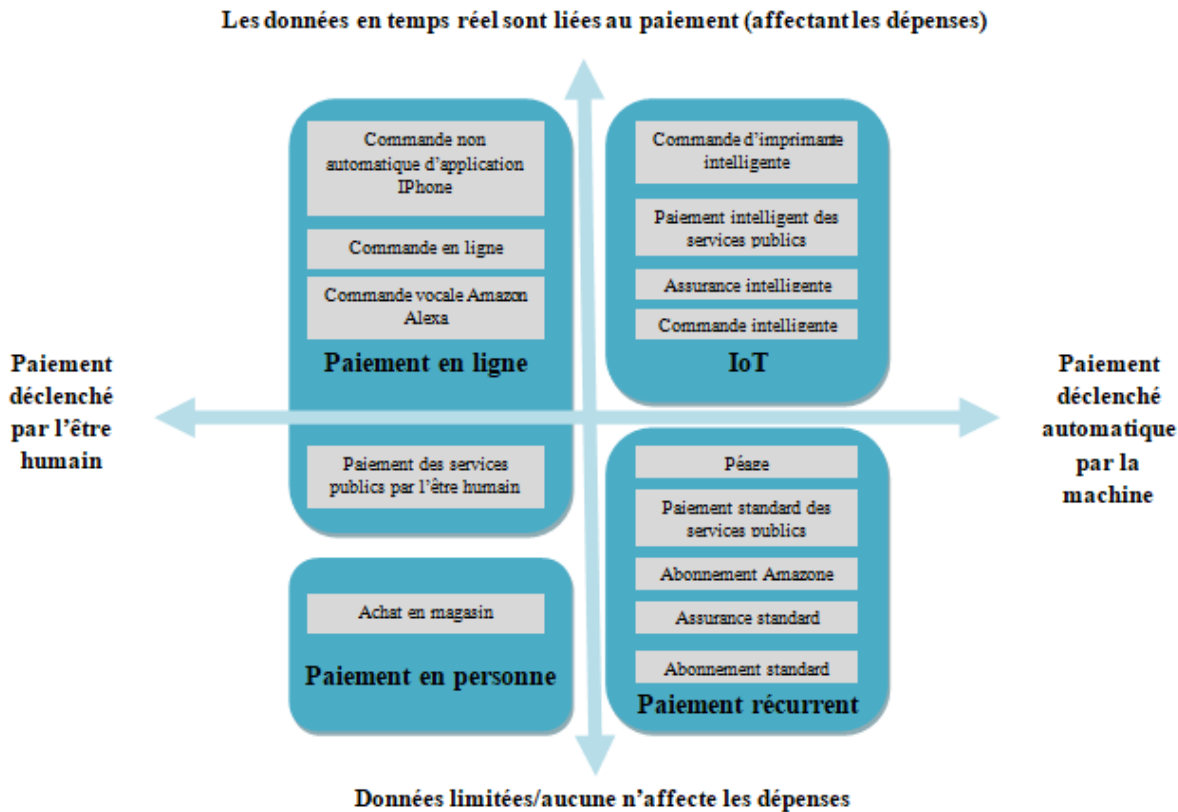 Les données en temps réel sont liées au paiement (affectant les dépenses)
Commande non
automatique d'application
IPhone
Commande en ligne
Commande vocale Amazon
Alexa
Paiement en ligne
Commande d'imprimante
intelligente
Paiement intelligent des
services publics
Assurance intelligente
Commande intelligente
IoT
Paiement
déclenché
par l'être
humain
Paiement
déclenché
automatique
par la
machine
Paiement des services
publics par l'être humain
Achat en magasin
Paiement en personne
Péage
Paiement standard des
services publics
Abonnement Amazone
Assurance standard
Abonnement standard
Paiement récurrent
Données limitées/aucune n'affecte les dépenses